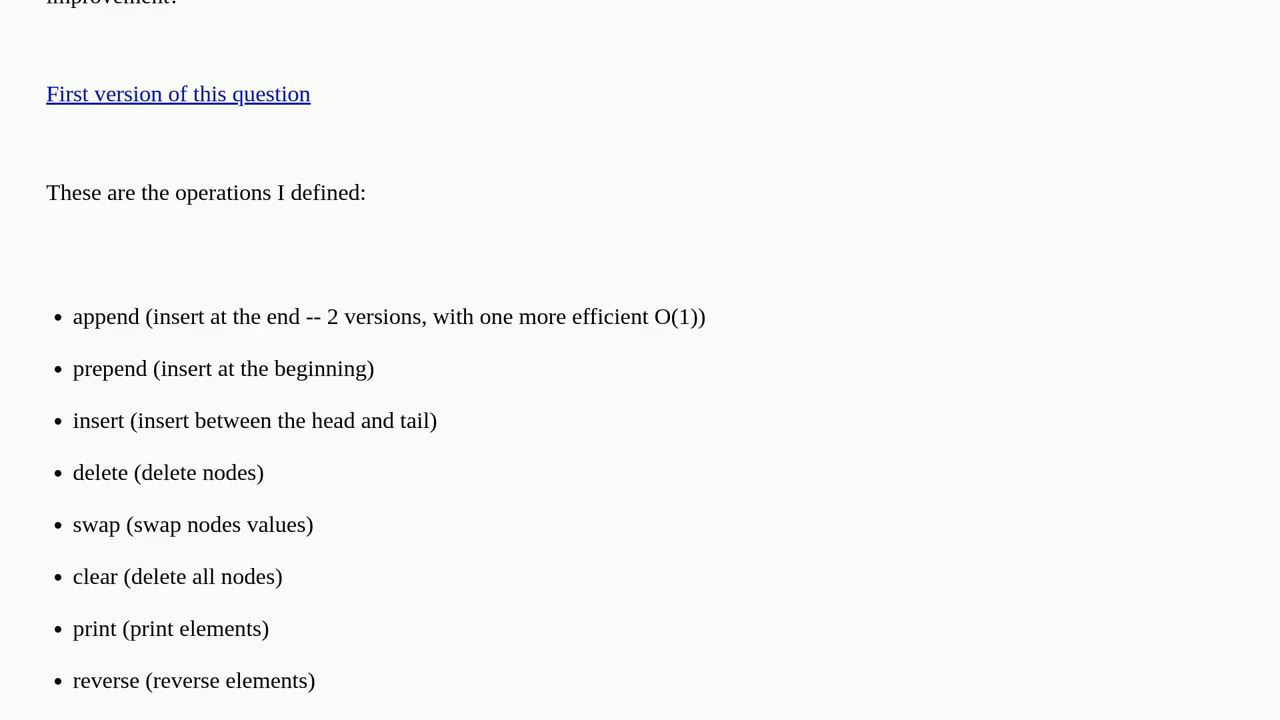 improvement?
First version of this question
These are the operations I defined:
• append (insert at the end -- 2 versions, with one more efficient O(1))
• prepend (insert at the beginning)
• insert (insert between the head and tail)
• delete (delete nodes)
• swap (swap nodes values)
• clear (delete all nodes)
• print (print elements)
• reverse (reverse elements)